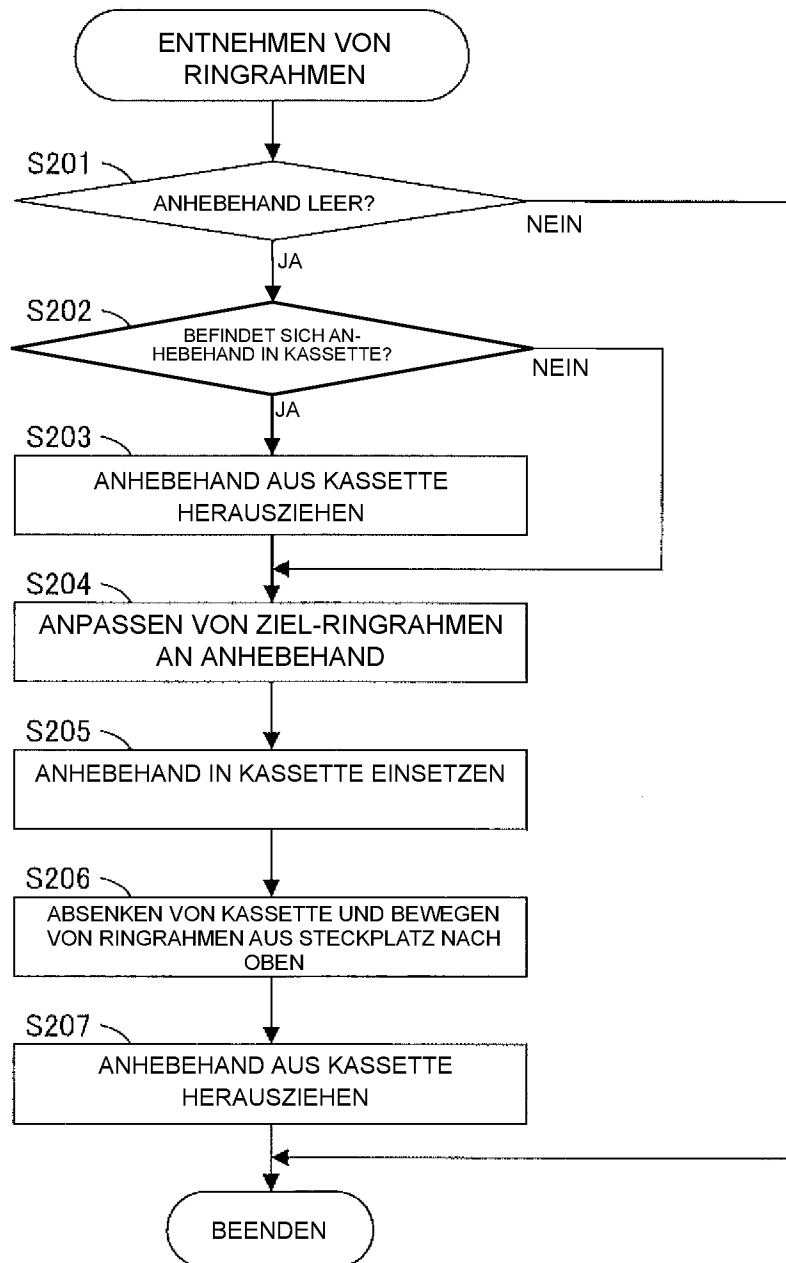 ENTNEHMEN VON
RINGRAHMEN
S201
ANHEBEHAND LEER?
NEIN
JA
S202
BEFINDET SICH AN-
HEBEHAND IN KASSETTE?
NEIN
JA
S203
ANHEBEHAND AUS KASSETTE
HERAUSZIEHEN
S204
ANPASSEN VON ZIEL-RINGRAHMEN
AN ANHEBEHAND
S205
ANHEBEHAND IN KASSETTE EINSETZEN
S206
ABSENKEN VON KASSETTE UND BEWEGEN
VON RINGRAHMEN AUS STECKPLATZ NACH
OBEN
S207
ANHEBEHAND AUS KASSETTE
HERAUSZIEHEN
BEENDEN